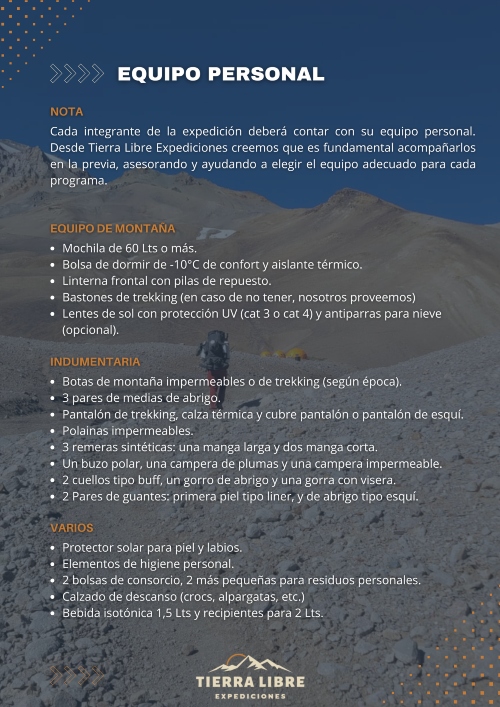 EQUIPO PERSONAL
NOTA
Cada integrante de la expedición deberá contar con su equipo personal.
Desde Tierra Libre Expediciones creemos que es fundamental acompañarlos
en la previa, asesorando y ayudando a elegir el equipo adecuado para cada
programa.
EQUIPO DE MONTAÑA
• Mochila de 60 Lts o más.
• Bolsa de dormir de -10°C de confort y aislante térmico.
• Linterna frontal con pilas de repuesto.
• Bastones de trekking (en caso de no tener, nosotros proveemos)
• Lentes de sol con protección UV (cat 3 o cat 4) y antiparras para nieve
(opcional).
INDUMENTARIA
• Botas de montaña impermeables o de trekking (según época).
• 3 pares de medias de abrigo.
• Pantalón de trekking, calza térmica y cubre pantalón o pantalón de esquí.
• Polainas impermeables.
• 3 remeras sintéticas: una manga larga y dos manga corta.
• Un buzo polar, una campera de plumas y una campera impermeable.
• 2 cuellos tipo buff, un gorro de abrigo y una gorra con visera.
• 2 Pares de guantes: primera piel tipo liner, y de abrigo tipo esquí.
VARIOS
• Protector solar para piel y labios.
• Elementos de higiene personal.
• 2 bolsas de consorcio, 2 más pequeñas para residuos personales.
• Calzado de descanso (crocs, alpargatas, etc.)
• Bebida isotónica 1,5 Lts y recipientes para 2 Lts.
TIERRA LIBRE
EXPEDICIONES